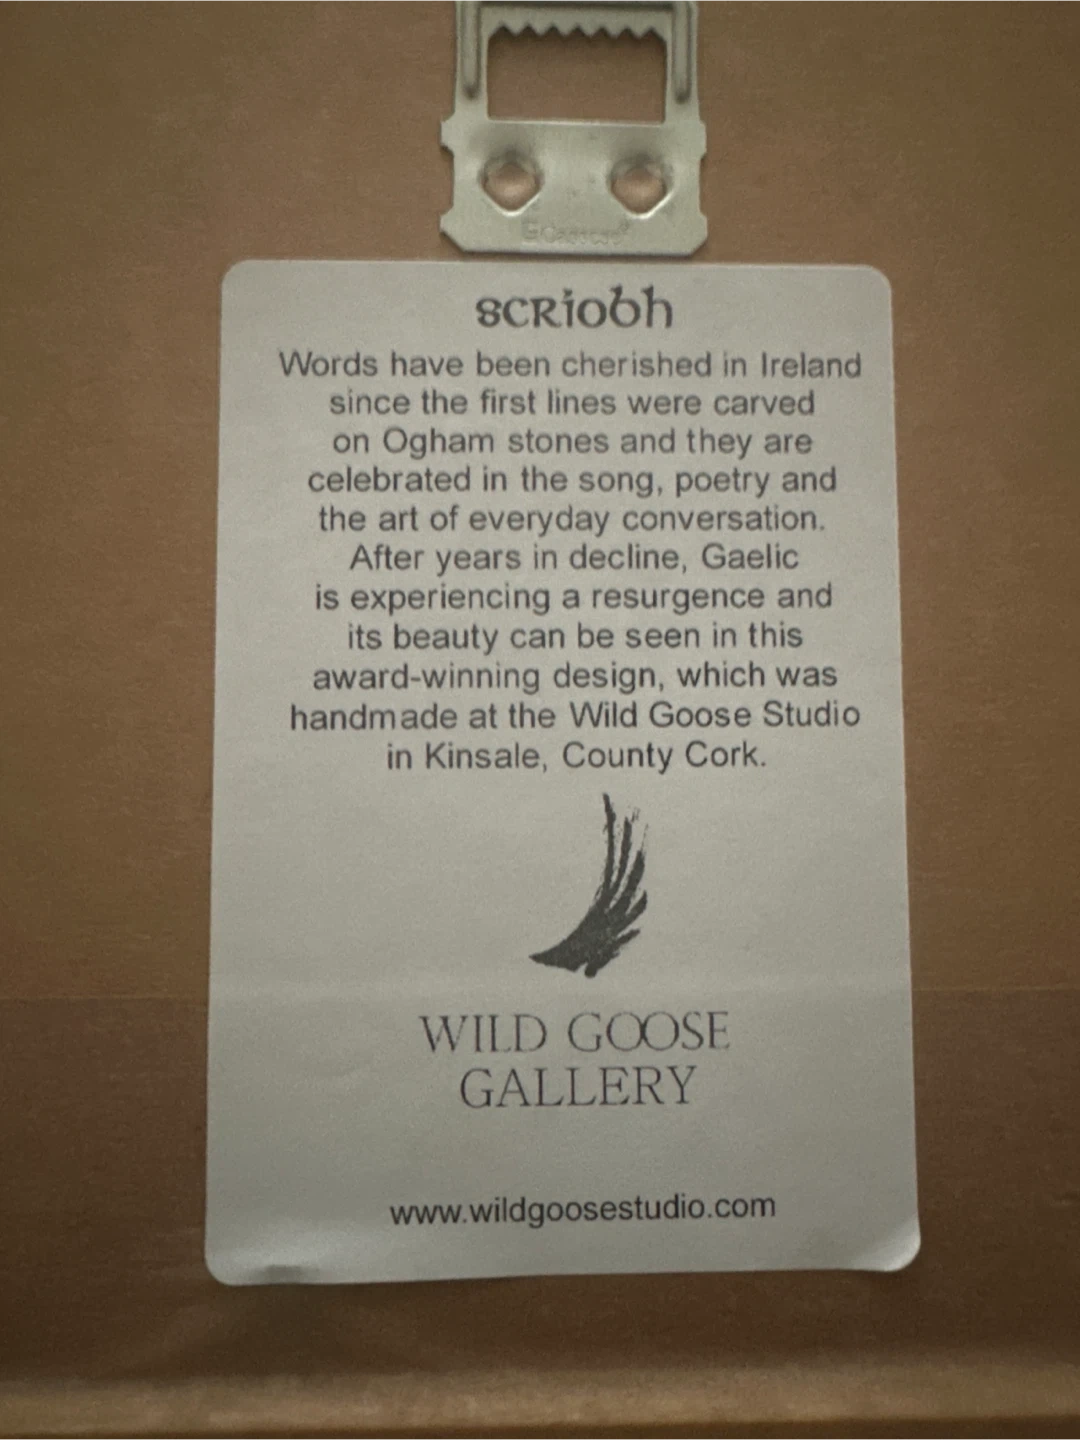 scríobh
Words have been cherished in Ireland
since the first lines were carved
on Ogham stones and they are
celebrated in the song, poetry and
the art of everyday conversation.
After years in decline, Gaelic
is experiencing a resurgence and
its beauty can be seen in this
award-winning design, which was
handmade at the Wild Goose Studio
in Kinsale, County Cork.
WILD GOOSE
GALLERY
www.wildgoosestudio.com